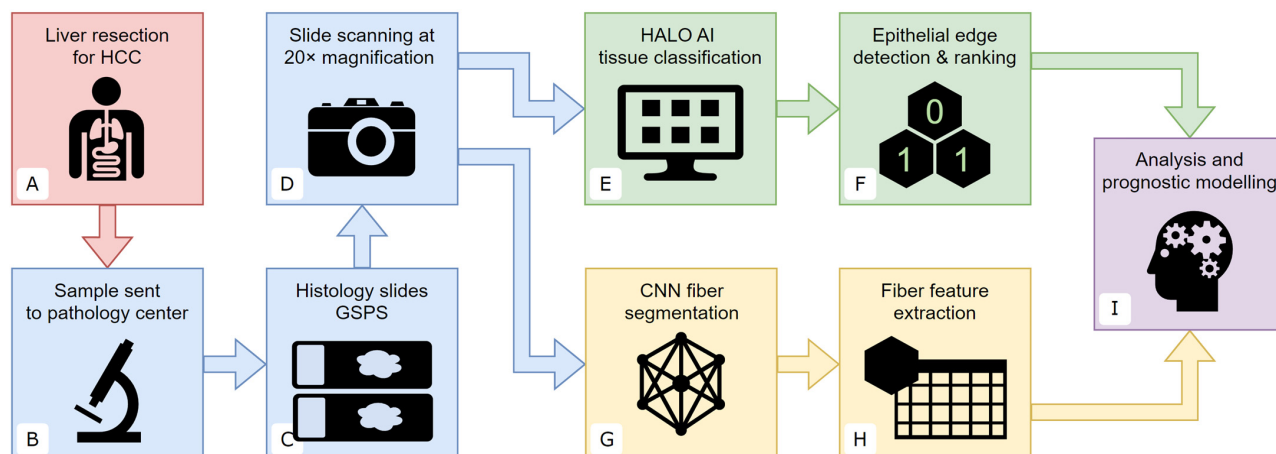 Liver resection
for HCC
A
Sample sent
to pathology center
B
Histology slides
GSPS
C
Slide scanning at
20× magnification
D
HALO AI
tissue classification
E
Epithelial edge
detection & ranking
0
1 1
F
CNN fiber
segmentation
G
Fiber feature
extraction
H
Analysis and
prognostic modelling
I